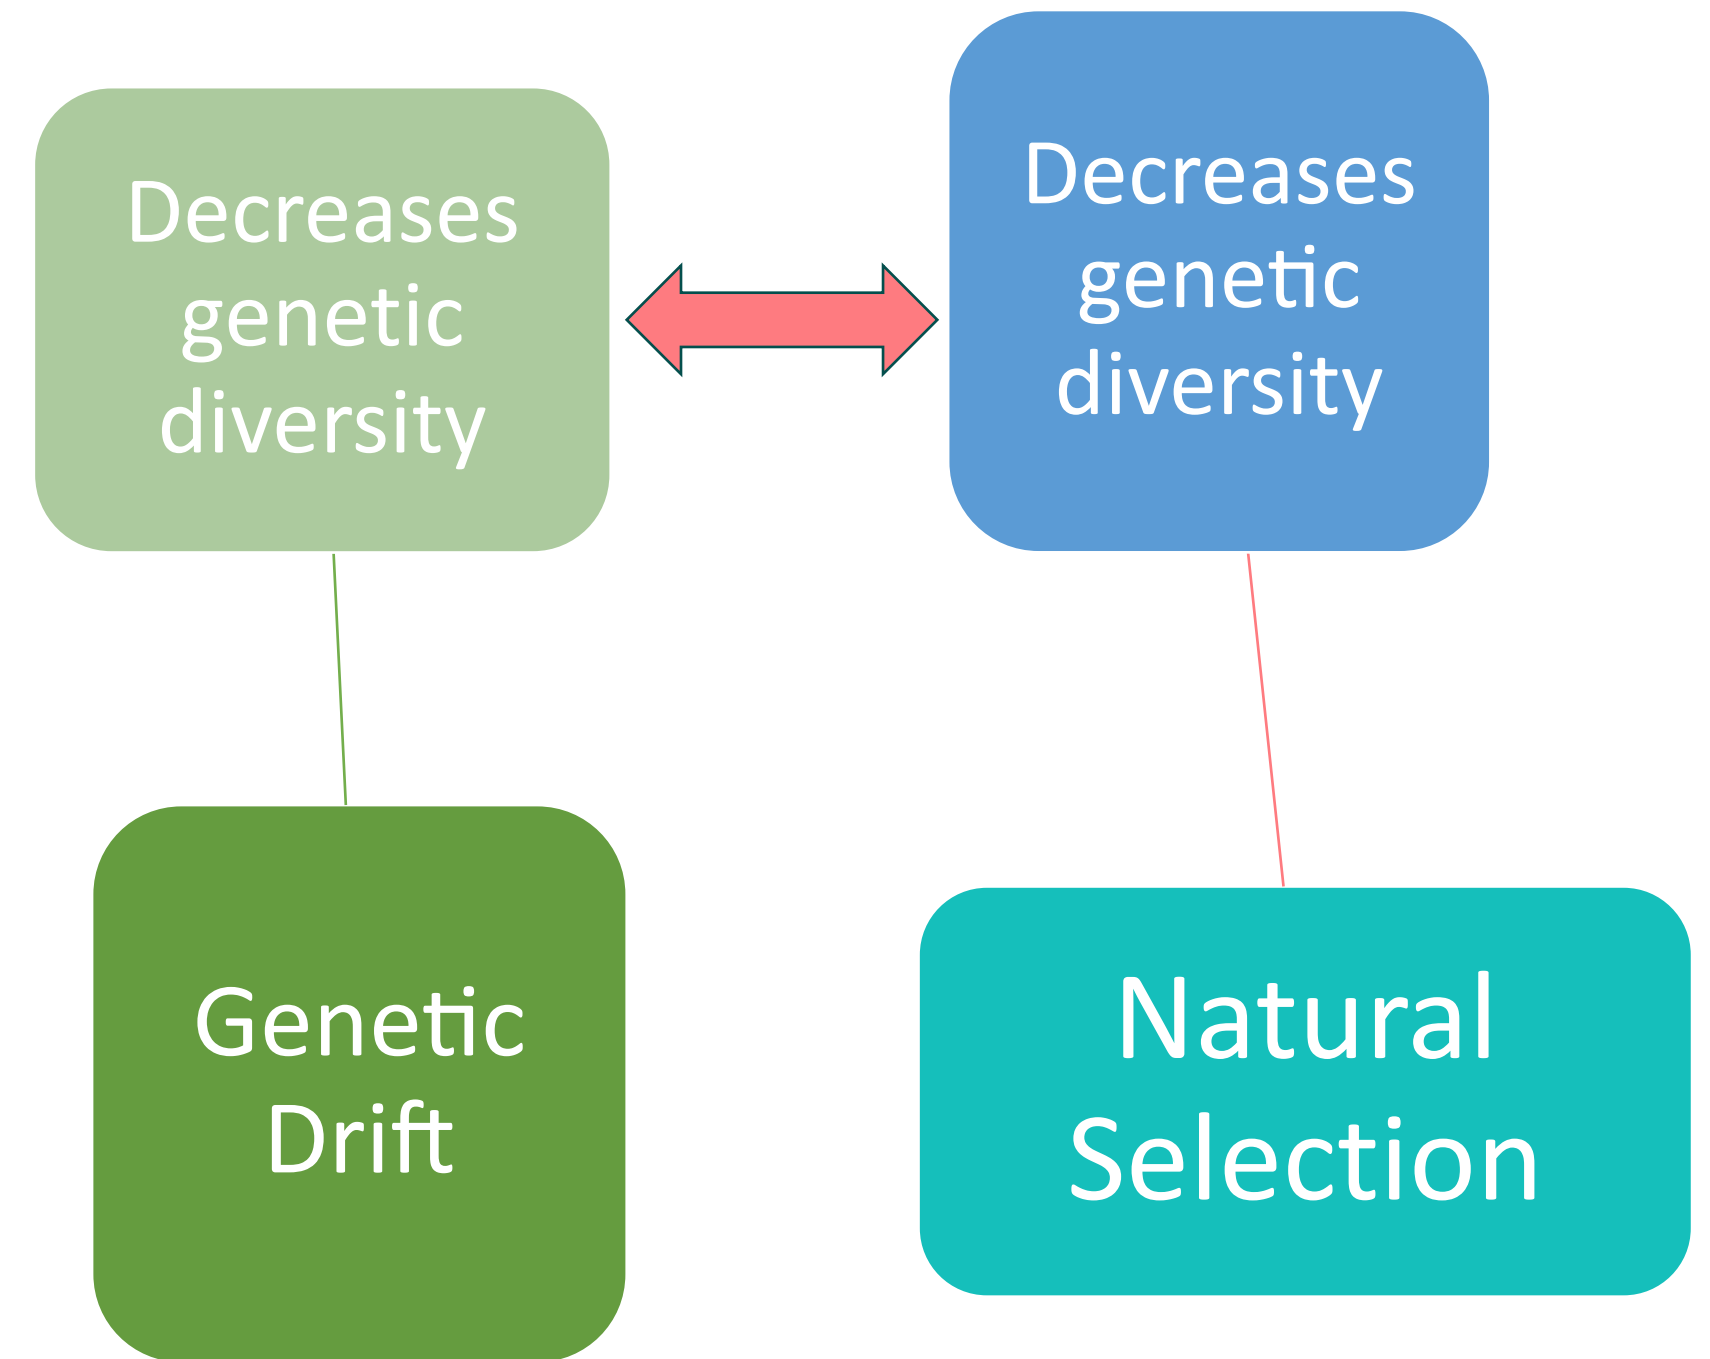 Decreases
genetic
diversity
Decreases
genetic
diversity
Genetic
Drift
Natural
Selection